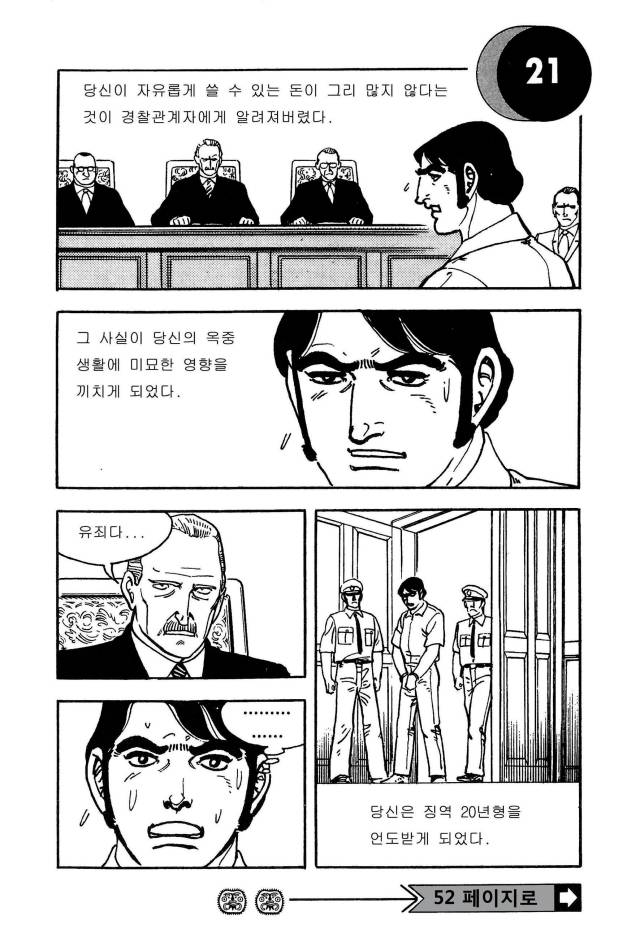 21
당신이 자유롭게 쓸 수 있는 돈이 그리 많지 않다는
것이 경찰관계자에게 알려져버렸다.
그 사실이 당신의 옥중
생활에 미묘한 영향을
끼치게 되었다.
유죄다...
..........
......
당신은 징역 20년형을
언도받게 되었다.
52 페이지로